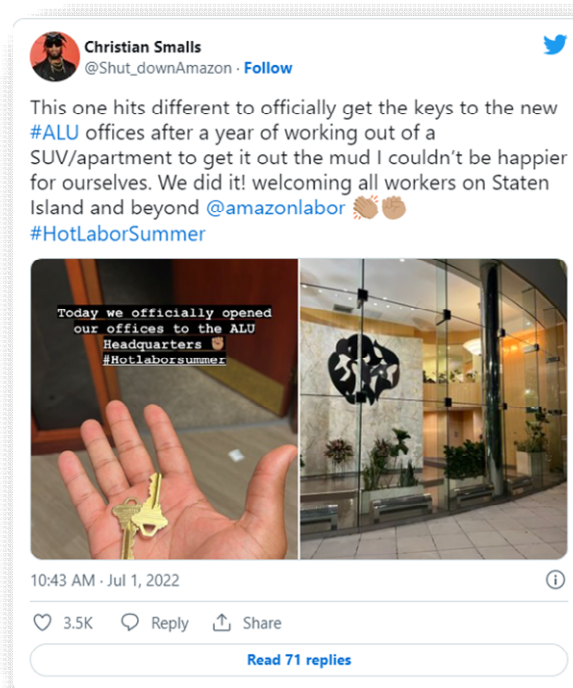 Christian Smalls
@Shut_downAmazon · Follow
This one hits different to officially get the keys to the new
#ALU offices after a year of working out of a
SUV/apartment to get it out the mud I couldn't be happier
for ourselves. We did it! welcoming all workers on Staten
Island and beyond @amazonlabor 👏🏽✊🏽
#HotLaborSummer
Today we officially opened
our offices to the ALU
Headquarters ✊🏽
#Hotlaborsummer
10:43 AM · Jul 1, 2022
3.5K Reply Share
Read 71 replies